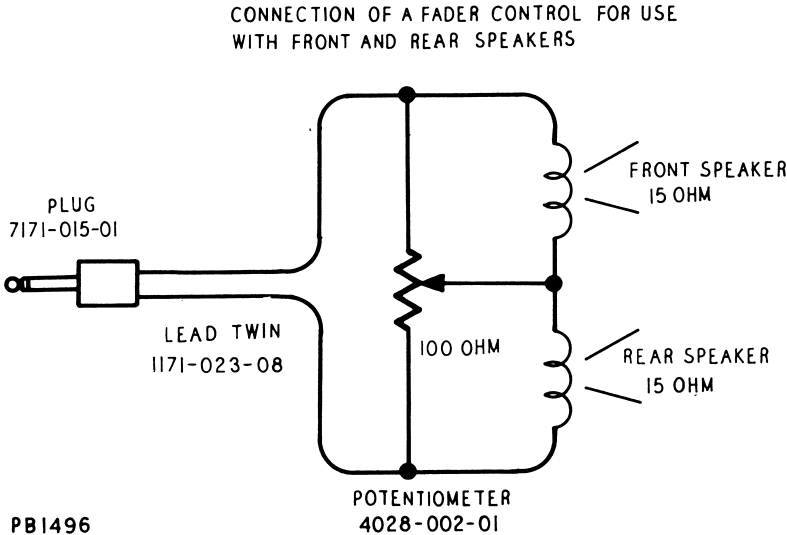 CONNECTION OF A FADER CONTROL FOR USE
WITH FRONT AND REAR SPEAKERS
FRONT SPEAKER
15 OHM
PLUG
7171-015-01
LEAD TWIN
1171-023-08
100 OHM
REAR SPEAKER
15 OHM
POTENTIOMETER
4028-002-01
PB1496